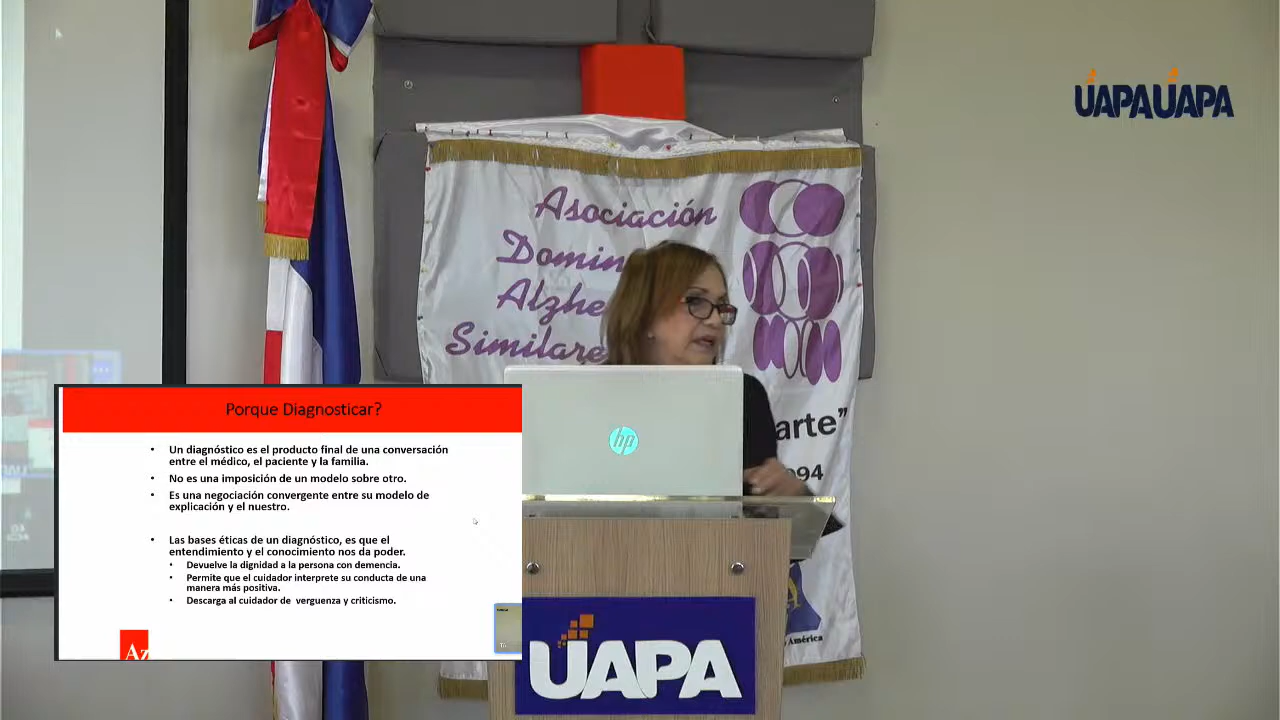 UAPA UAPA
Asociación
Domin
Alzhe
Similare
arte”
994
América
hp
Porque Diagnosticar?
• Un diagnóstico es el producto final de una conversación
entre el médico, el paciente y la familia.
• No es una imposición de un modelo sobre otro.
• Es una negociación convergente entre su modelo de
explicación y el nuestro.
• Las bases éticas de un diagnóstico, es que el
entendimiento y el conocimiento nos da poder.
• Devuelve la dignidad a la persona con demencia.
• Permite que el cuidador interprete su conducta de una
manera más positiva.
• Descarga al cuidador de verguenza y criticismo.
Az
UAPA